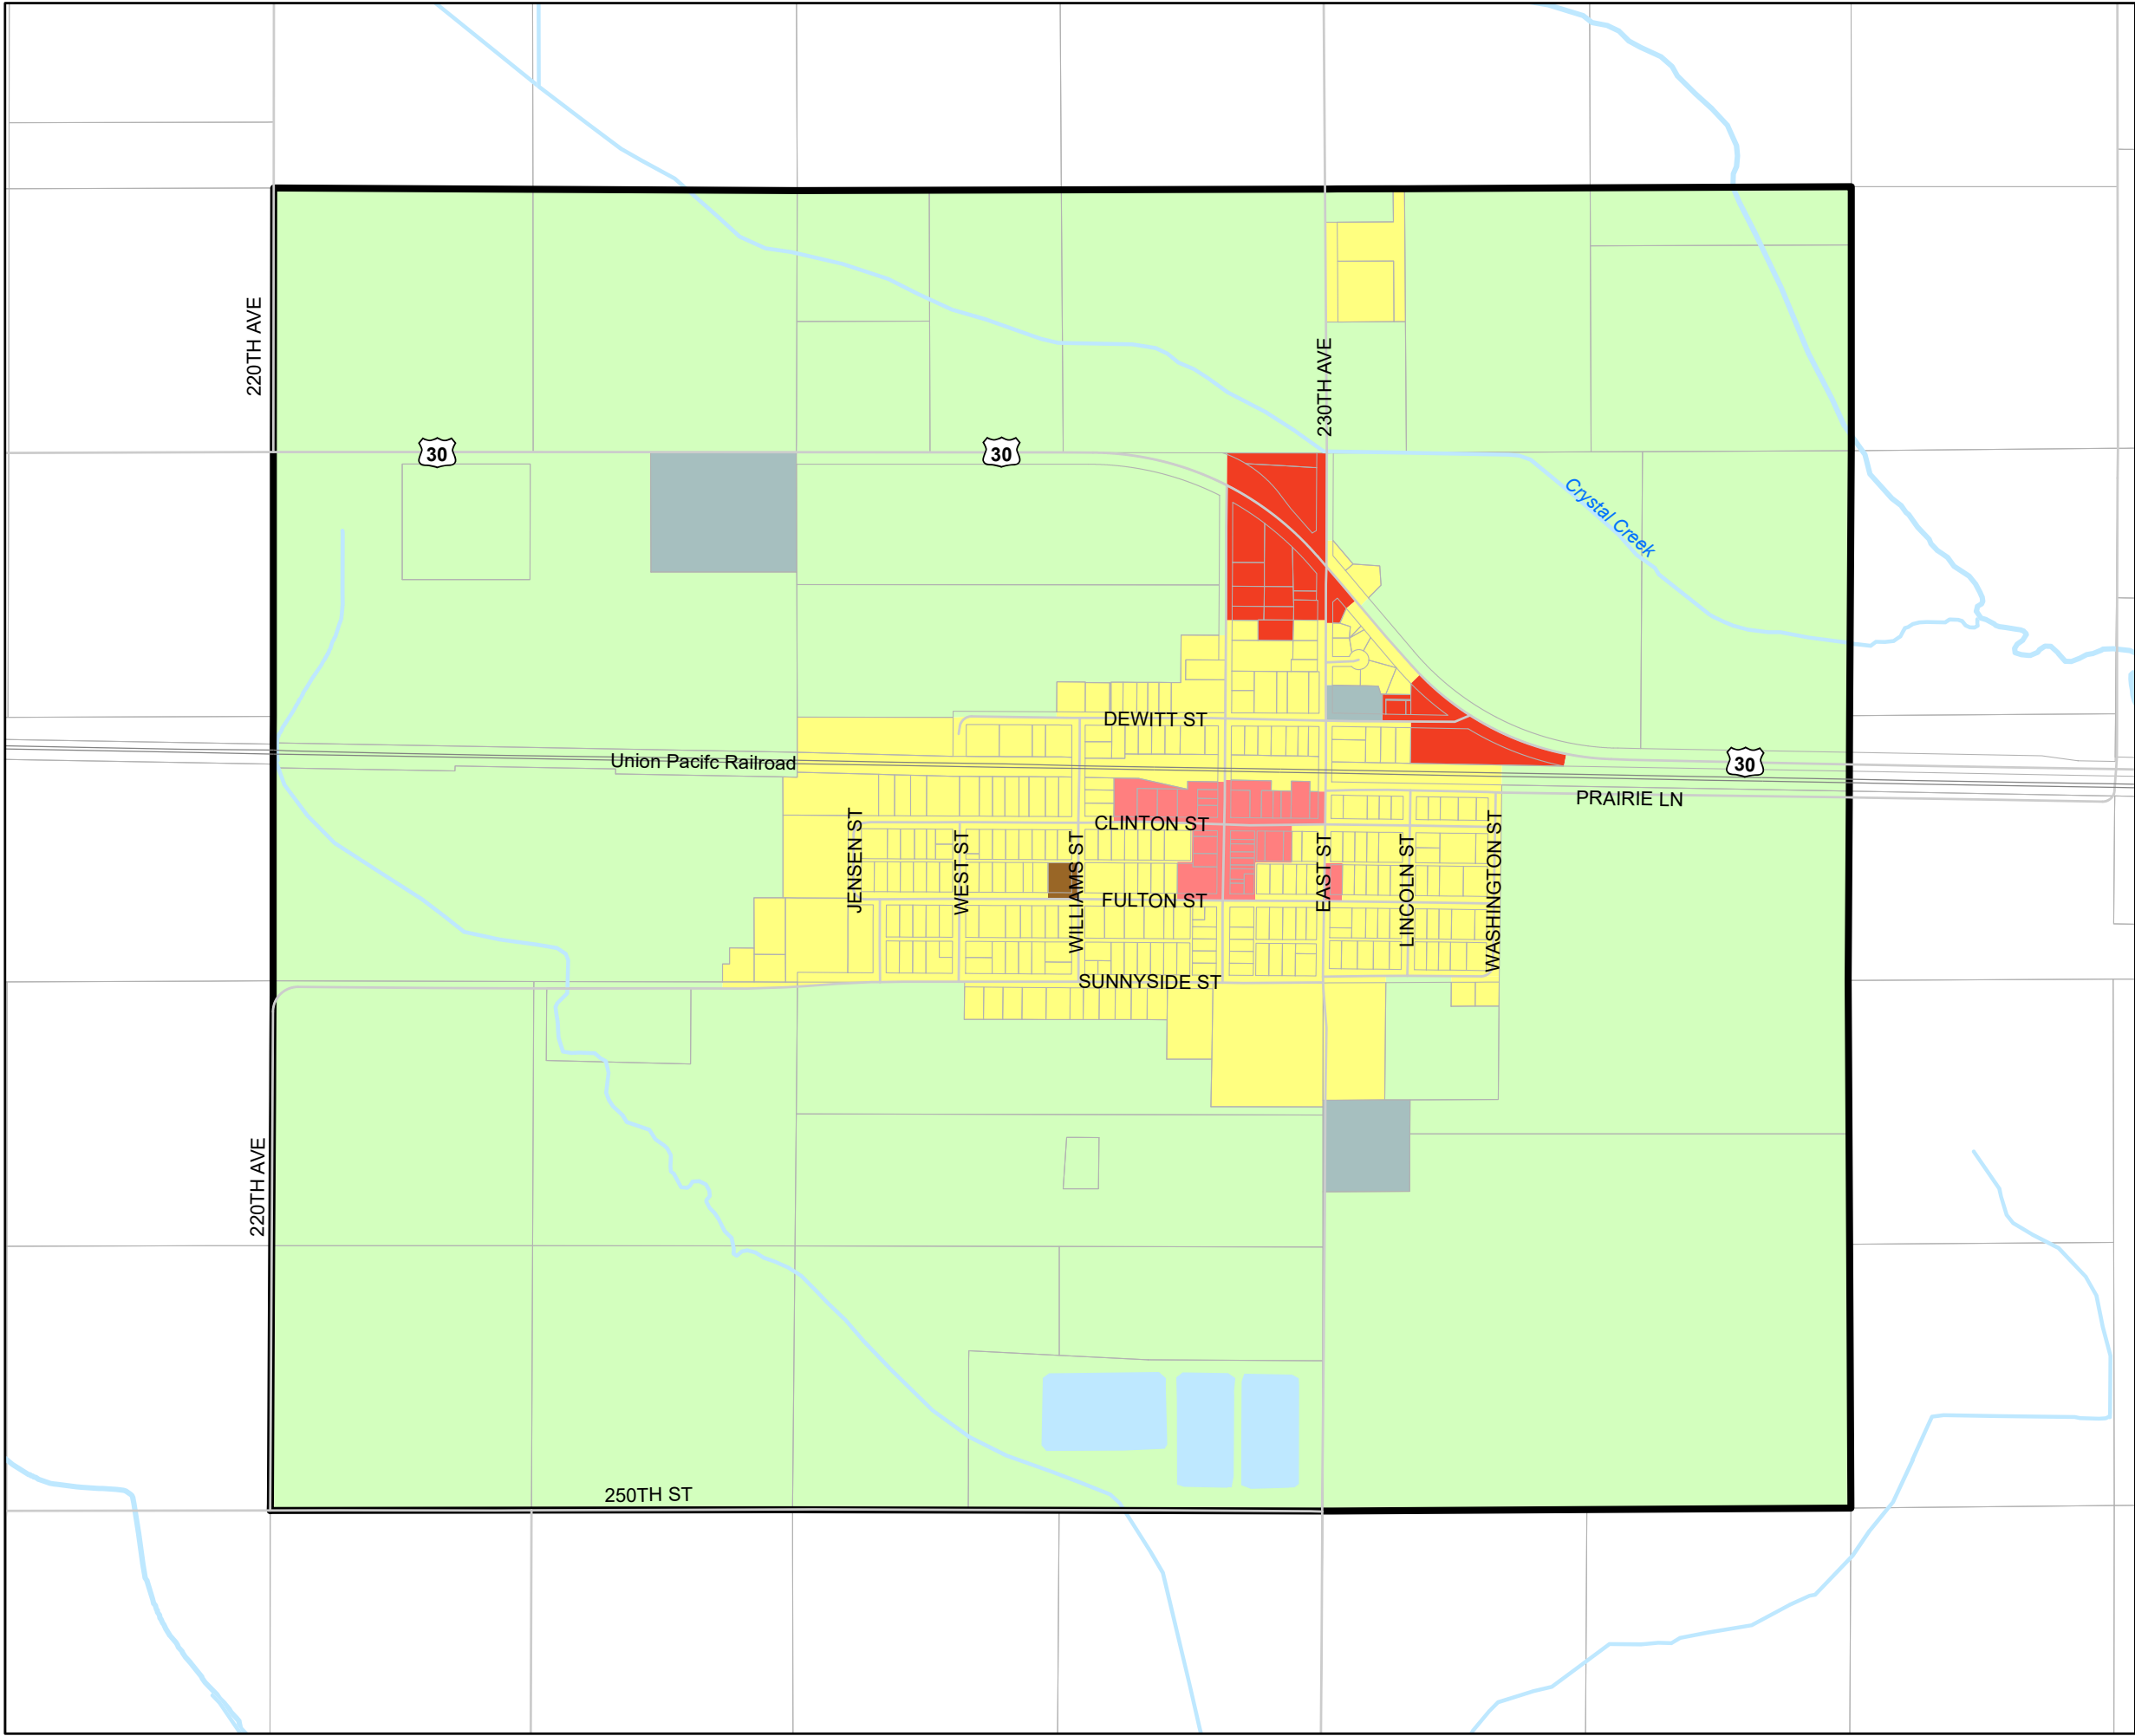 220TH AVE
230TH AVE
30
30
Crystal Creek
DEWITT ST
Union Pacifc Railroad
30
PRAIRIE LN
CLINTON ST
JENSEN ST
WEST ST
WILLIAMS ST
EAST ST
LINCOLN ST
WASHINGTON ST
FULTON ST
SUNNYSIDE ST
220TH AVE
250TH ST